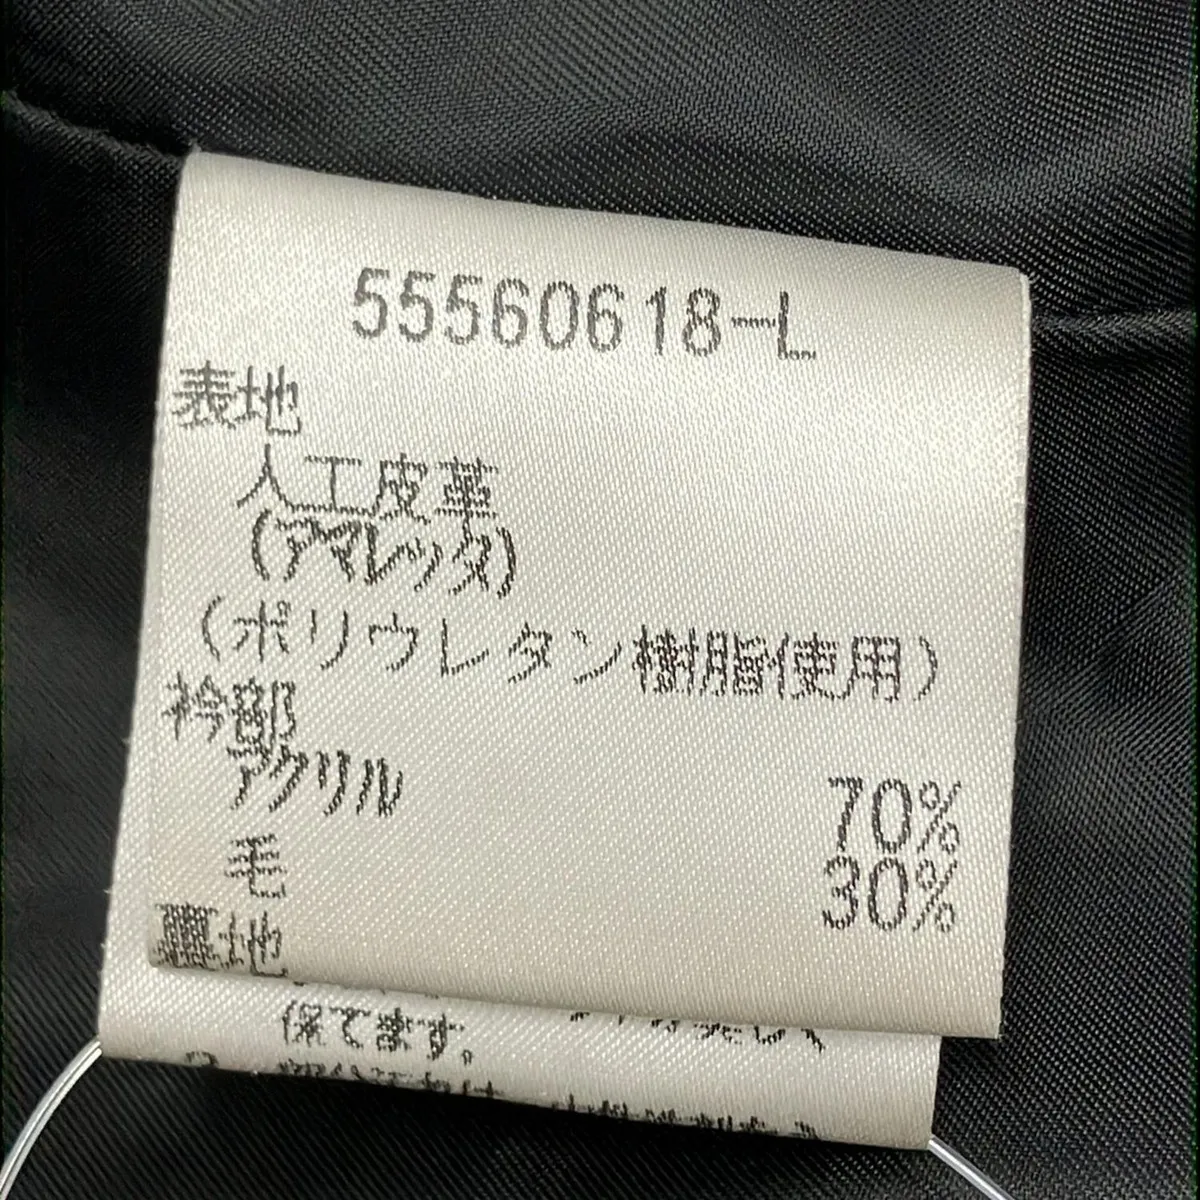 55560618-L
表地
人工皮革
(アマレッタ)
（ポリウレタン樹脂使用）
衿部
アクリル 70%
毛 30%
裏地
保てます。